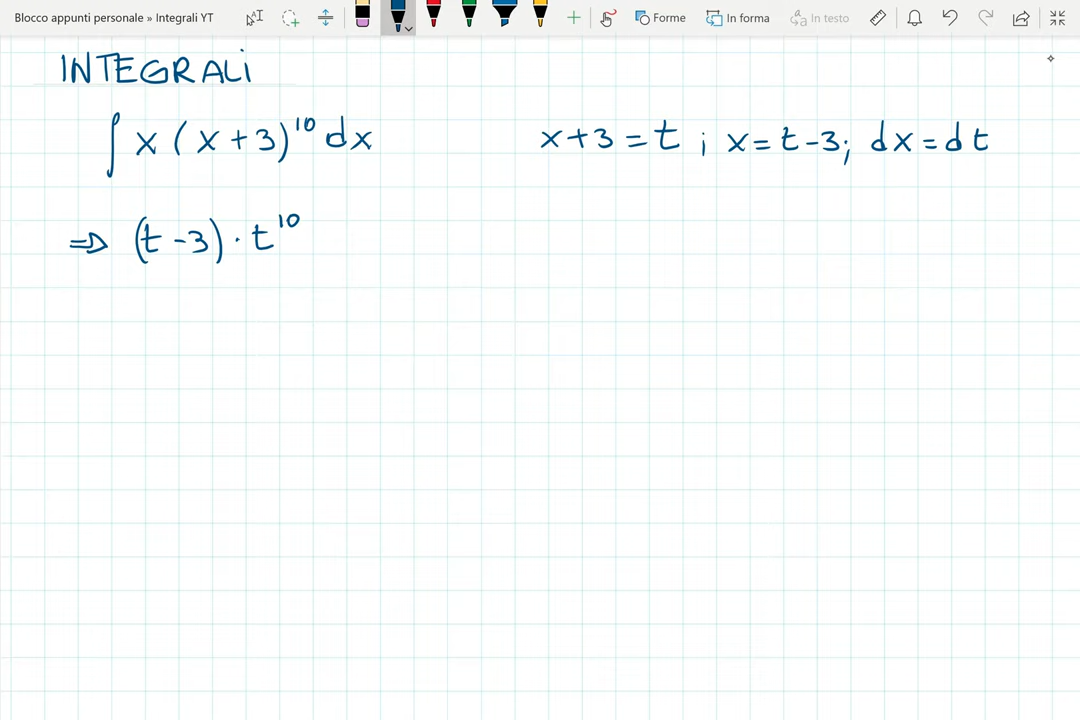 Blocco appunti personale » Integrali YT Forme In forma In testo
INTEGRALi
∫ x (x+3)¹⁰ dx x+3 = t ; x = t-3; dx = dt
⇒ (t-3) · t¹⁰